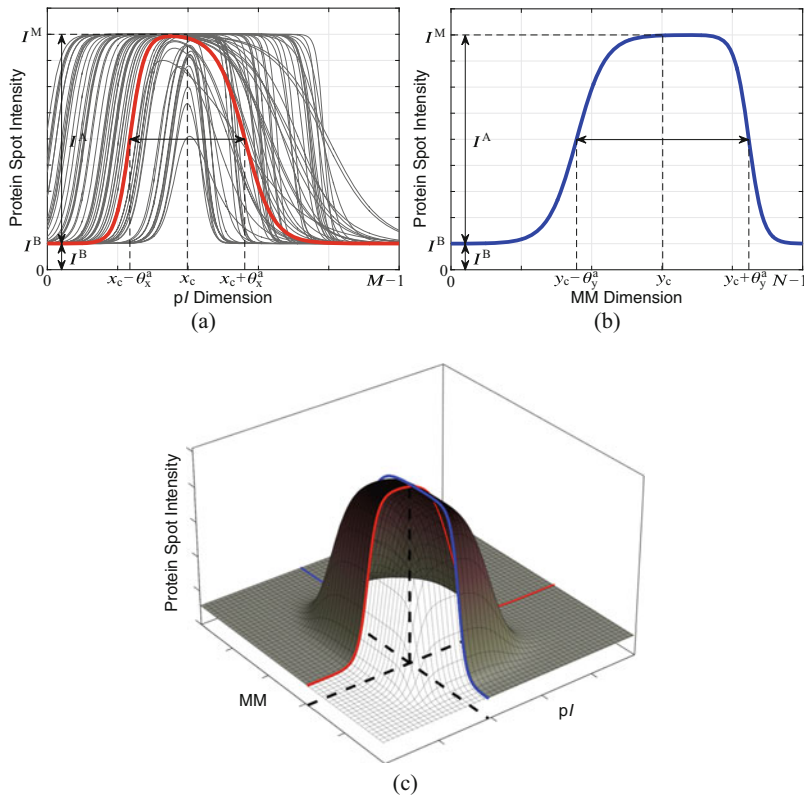 Protein Spot Intensity
I^M
I^A
I^B
I^B
0
0
x_c−θ_x^a
x_c
x_c+θ_x^a
M−1
pI Dimension
(a)
Protein Spot Intensity
I^M
I^A
I^B
I^B
0
0
y_c−θ_y^a
y_c
y_c+θ_y^a
N−1
MM Dimension
(b)
Protein Spot Intensity
MM
pI
(c)